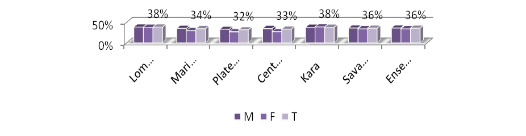 50%
0%
38%
34%
32%
33%
38%
36%
36%
Lom...
Mari...
Plate...
Cent...
Kara
Sava...
Ense...
M F T